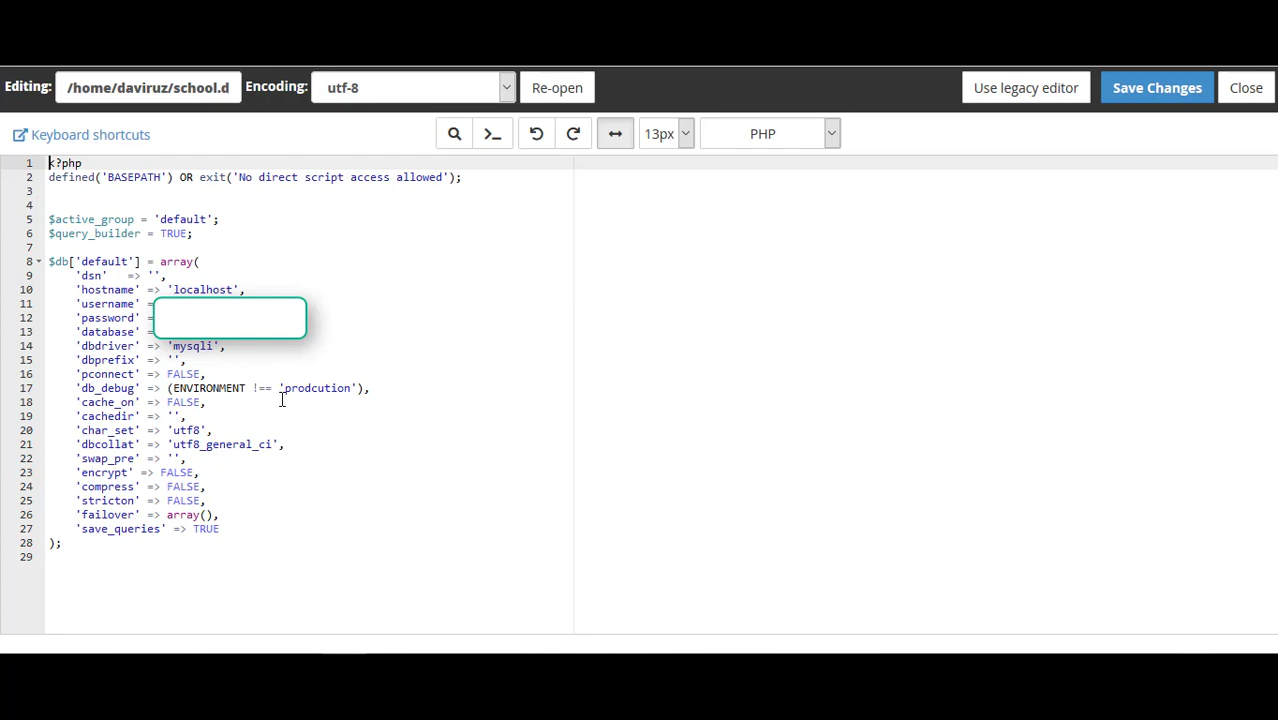 Editing: /home/daviruz/school.d Encoding: utf-8 Re-open Use legacy editor Save Changes Close
Keyboard shortcuts 13px PHP
1 <?php
2 defined('BASEPATH') OR exit('No direct script access allowed');
3
4
5 $active_group = 'default';
6 $query_builder = TRUE;
7
8 $db['default'] = array(
9 'dsn' => '',
10 'hostname' => 'localhost',
11 'username' =
12 'password' =
13 'database' =
14 'dbdriver' => 'mysqli',
15 'dbprefix' => '',
16 'pconnect' => FALSE,
17 'db_debug' => (ENVIRONMENT !== 'prodcution'),
18 'cache_on' => FALSE,
19 'cachedir' => '',
20 'char_set' => 'utf8',
21 'dbcollat' => 'utf8_general_ci',
22 'swap_pre' => '',
23 'encrypt' => FALSE,
24 'compress' => FALSE,
25 'stricton' => FALSE,
26 'failover' => array(),
27 'save_queries' => TRUE
28 );
29